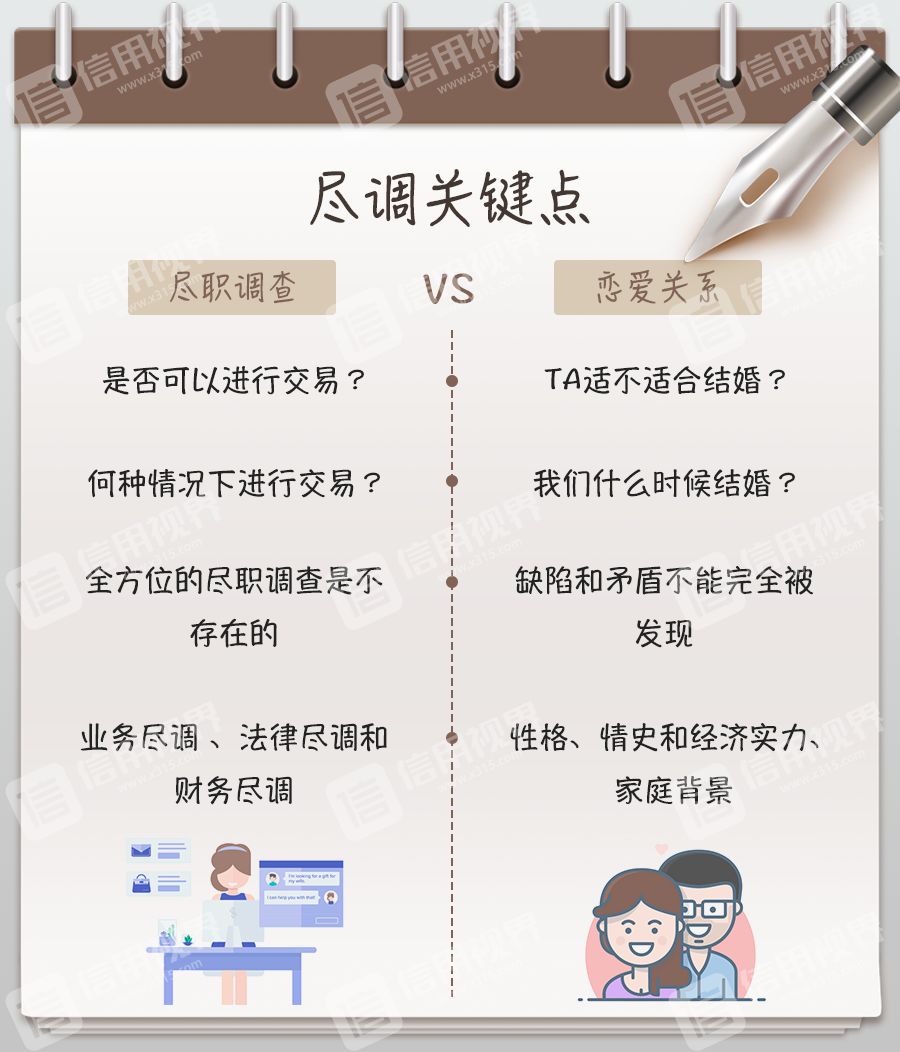 信用视界
www.x315.com
尽调关键点
尽职调查 VS 恋爱关系
是否可以进行交易？
TA适不适合结婚？
何种情况下进行交易？
我们什么时候结婚？
全方位的尽职调查是不
存在的
缺陷和矛盾不能完全被
发现
业务尽调、法律尽调和
财务尽调
性格、情史和经济实力、
家庭背景
I'm looking for a gift for
my wife.
I can help you with that!